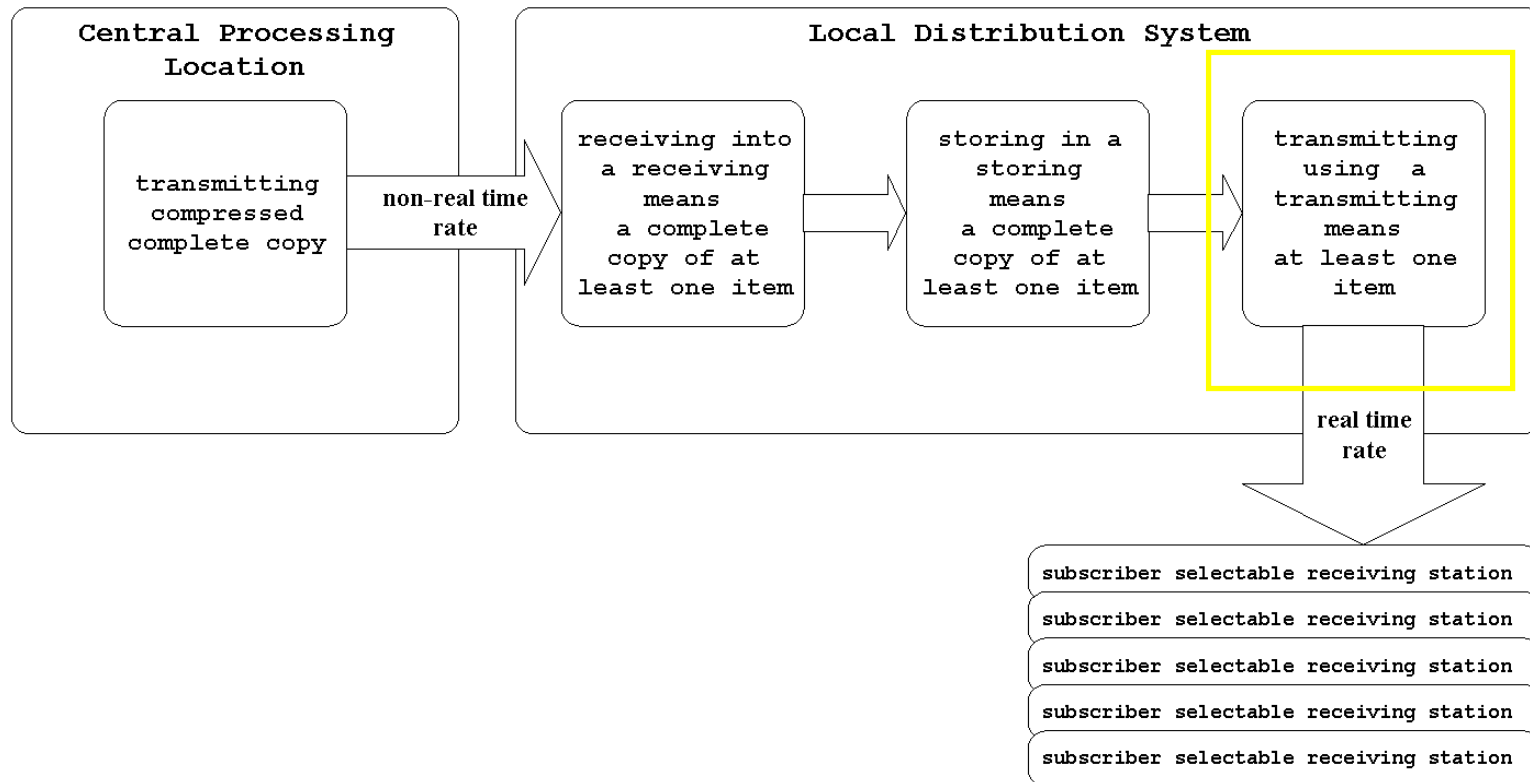 Central Processing
Location
transmitting
compressed
complete copy
non-real time
rate
Local Distribution System
receiving into
a receiving
means
a complete
copy of at
least one item
storing in a
storing
means
a complete
copy of at
least one item
transmitting
using a
transmitting
means
at least one
item
real time
rate
subscriber selectable receiving station
subscriber selectable receiving station
subscriber selectable receiving station
subscriber selectable receiving station
subscriber selectable receiving station